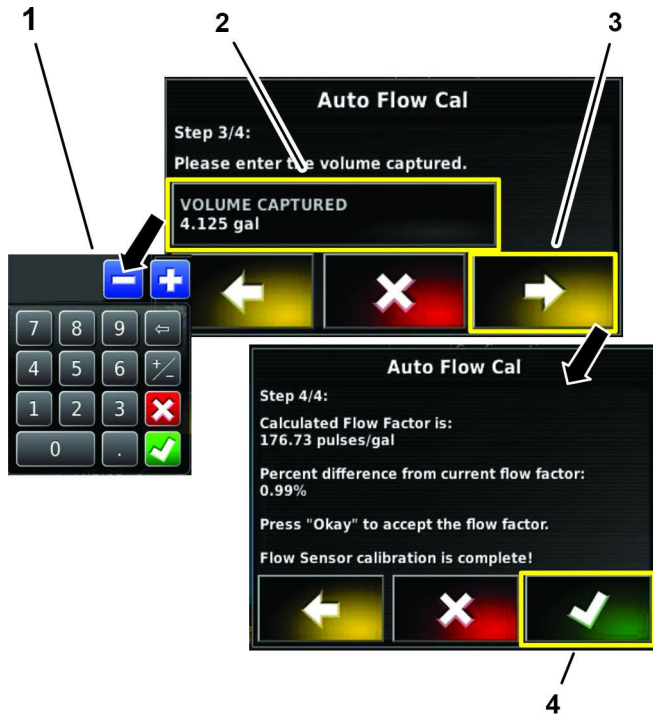 1
2
3
Auto Flow Cal
Step 3/4:
Please enter the volume captured.
VOLUME CAPTURED
4.125 gal
7 8 9
4 5 6 +/-
1 2 3
0 .
Auto Flow Cal
Step 4/4:
Calculated Flow Factor is:
176.73 pulses/gal
Percent difference from current flow factor:
0.99%
Press "Okay" to accept the flow factor.
Flow Sensor calibration is complete!
4